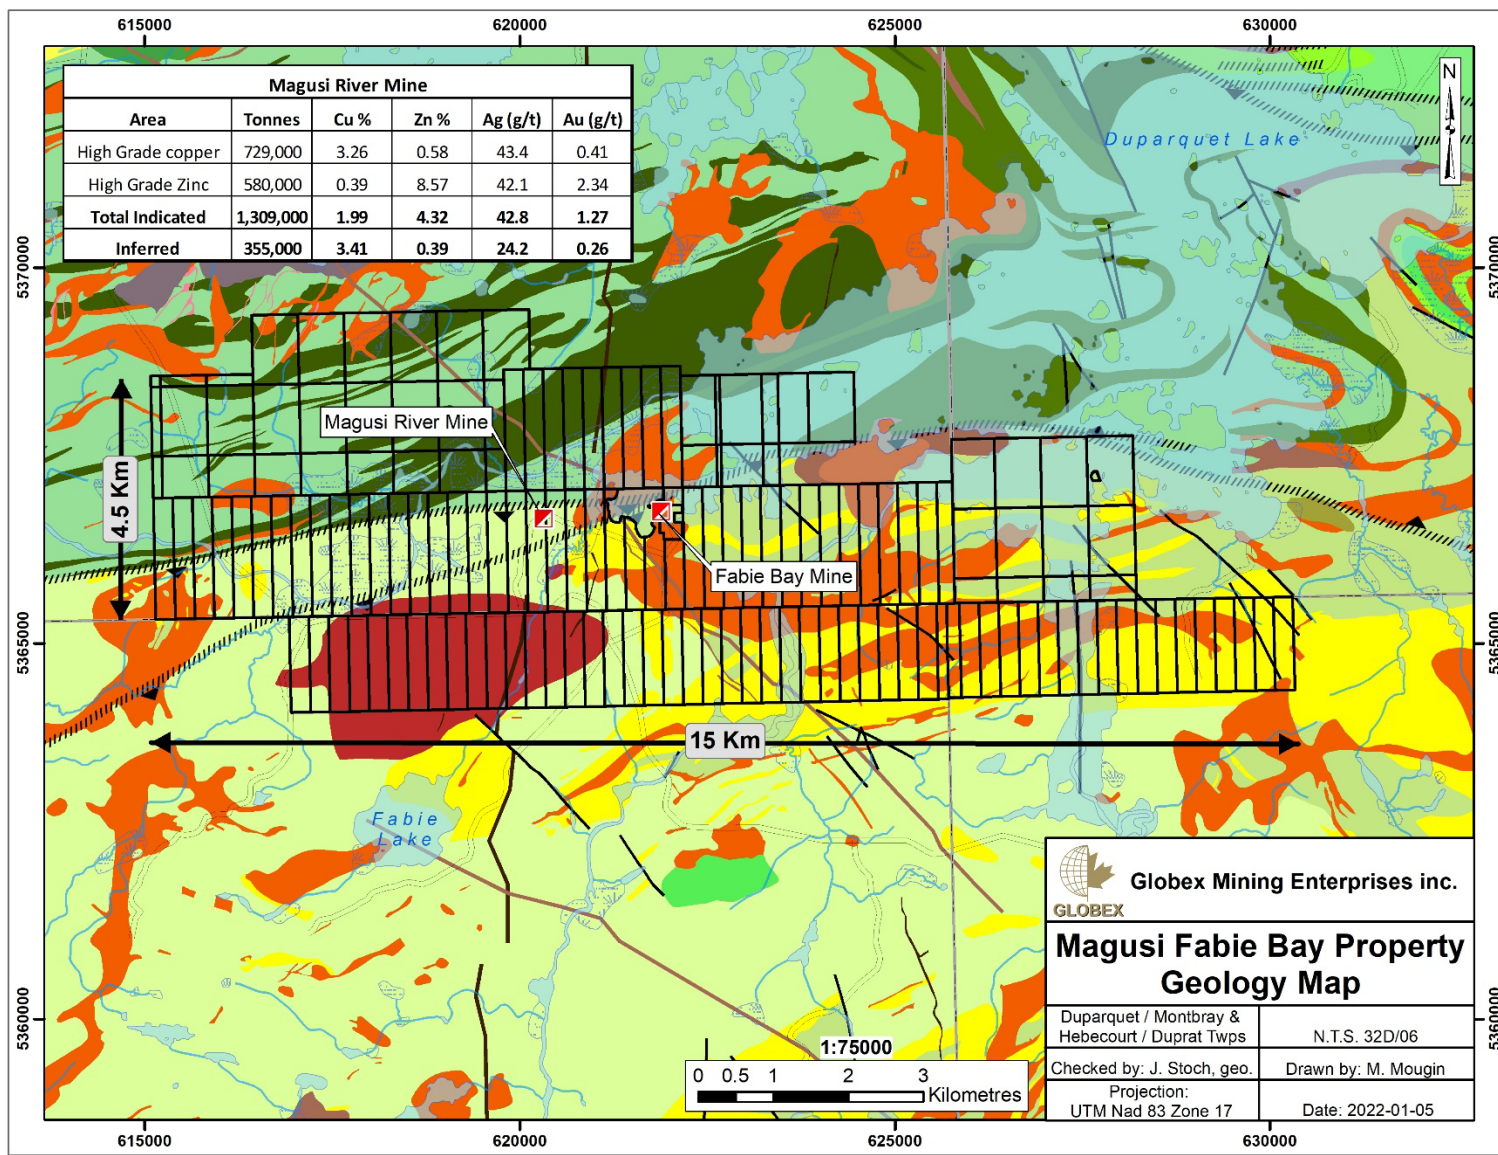 615000 620000 625000 630000
Magusi River Mine
Area Tonnes Cu % Zn % Ag (g/t) Au (g/t)
High Grade copper 729,000 3.26 0.58 43.4 0.41
High Grade Zinc 580,000 0.39 8.57 42.1 2.34
Total Indicated 1,309,000 1.99 4.32 42.8 1.27
Inferred 355,000 3.41 0.39 24.2 0.26
N
Duparquet Lake
5370000 5370000
Magusi River Mine
4.5 Km
Fabie Bay Mine
5365000 5365000
15 Km
Fabie
Lake
GLOBEX
Globex Mining Enterprises inc.
Magusi Fabie Bay Property
Geology Map
Duparquet / Montbray &
Hebecourt / Duprat Twps
N.T.S. 32D/06
Checked by: J. Stoch, geo.
Drawn by: M. Mougin
Projection:
UTM Nad 83 Zone 17
Date: 2022-01-05
5360000 5360000
1:75000
0 0.5 1 2 3
Kilometres
615000 620000 625000 630000